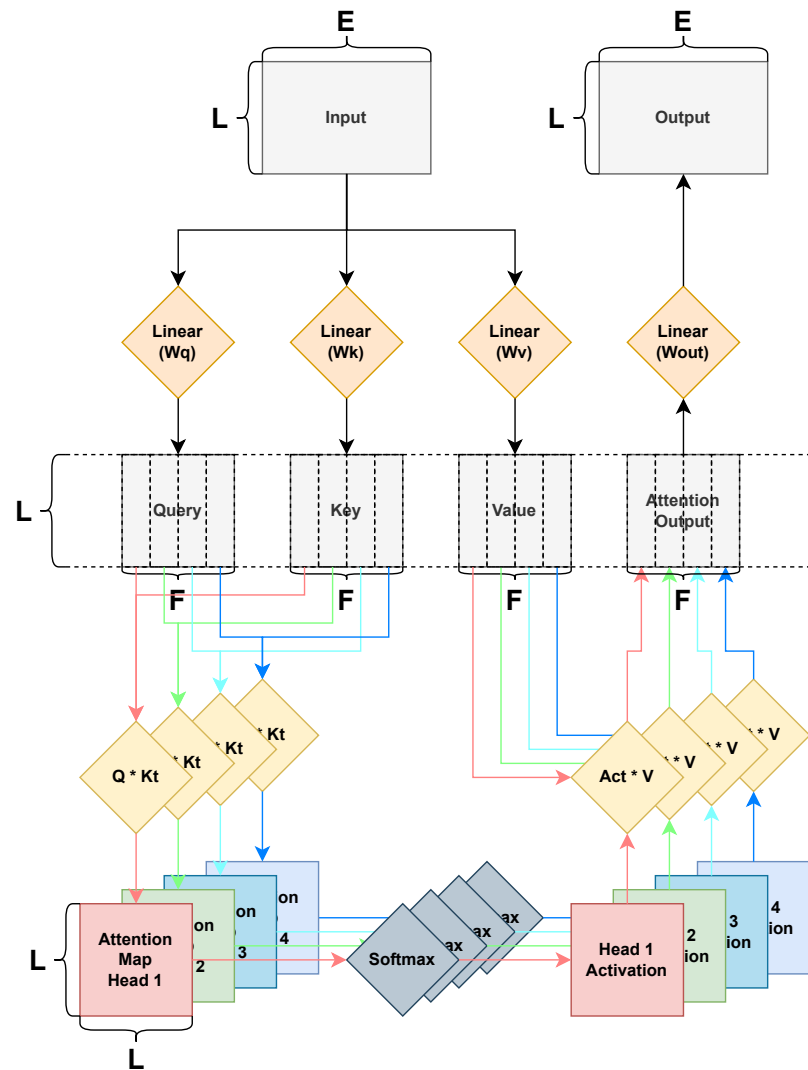 E
E
L
Input
L
Output
Linear
(Wq)
Linear
(Wk)
Linear
(Wv)
Linear
(Wout)
L
Query
Key
Value
Attention
Output
F
F
F
F
Q * Kt
* Kt
* Kt
* Kt
Act * V
* V
* V
* V
L
Attention
Map
Head 1
2
3
4
Softmax
Head 1
Activation
2
3
4
L